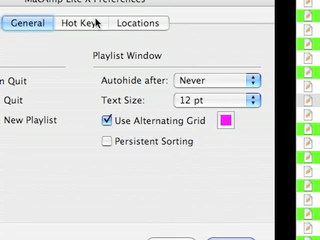 MacAmp Lite X Preferences
General Hot Keys Locations
Playlist Window
n Quit Autohide after: Never
Quit Text Size: 12 pt
New Playlist Use Alternating Grid
Persistent Sorting